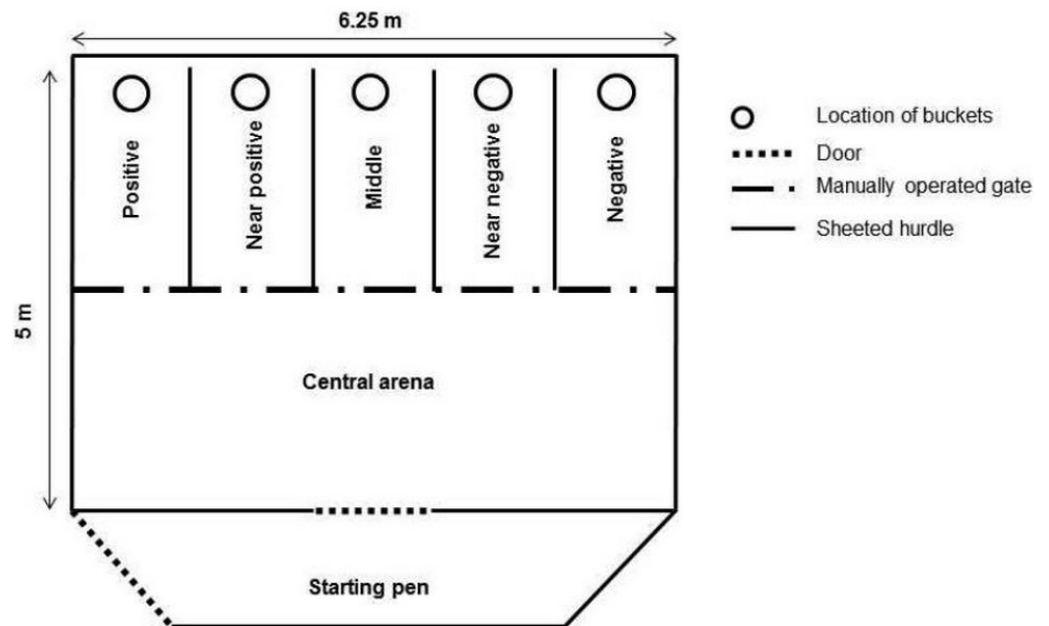 6.25 m
Positive
Near positive
Middle
Near negative
Negative
Location of buckets
Door
Manually operated gate
Sheeted hurdle
5 m
Central arena
Starting pen